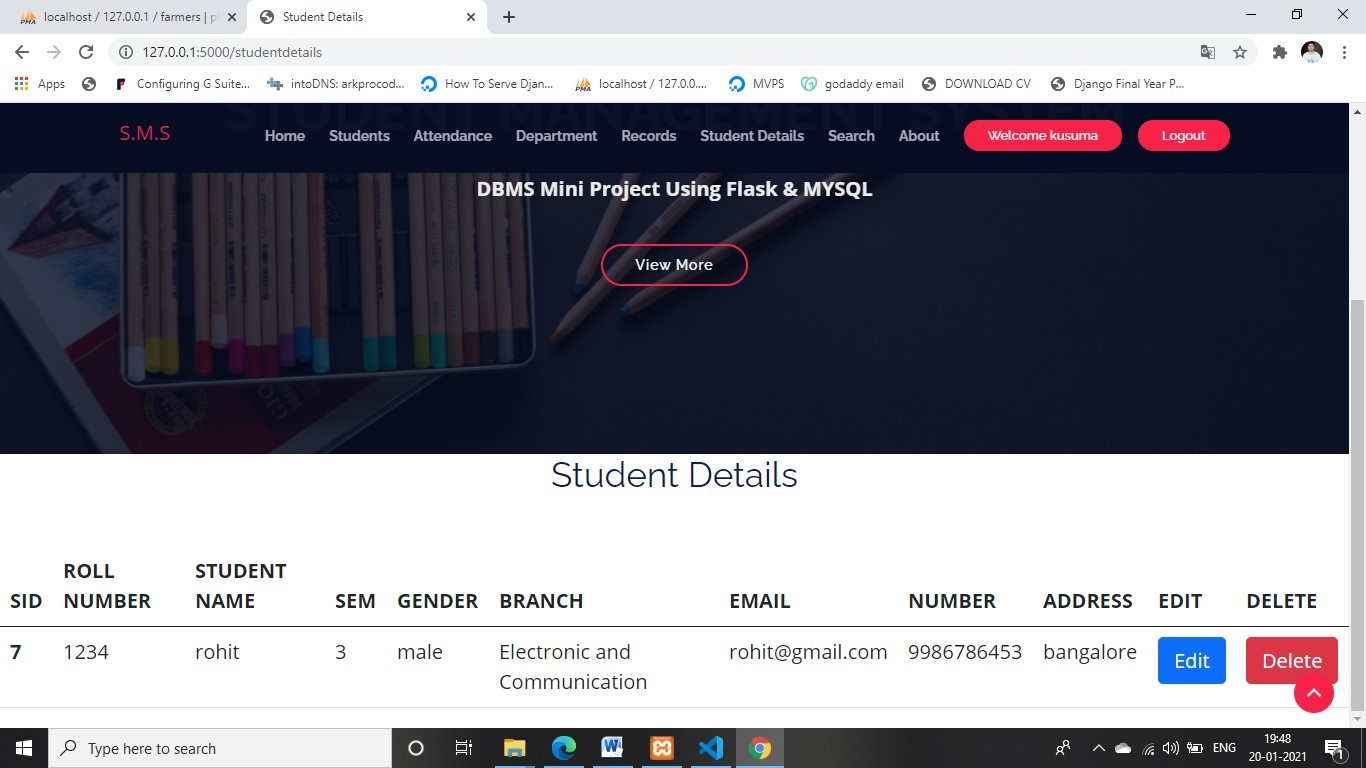 localhost / 127.0.0.1 / farmers | p
Student Details
127.0.0.1:5000/studentdetails
Apps
Configuring G Suite...
intoDNS: arkprocod...
How To Serve Djan...
localhost / 127.0.0....
MVPS
godaddy email
DOWNLOAD CV
Django Final Year P...
STUDENT MANAGEMENT SYSTEM
S.M.S Home Students Attendance Department Records Student Details Search About Welcome kusuma Logout
DBMS Mini Project Using Flask & MYSQL
View More
Student Details
SID ROLL NUMBER STUDENT NAME SEM GENDER BRANCH EMAIL NUMBER ADDRESS EDIT DELETE
7 1234 rohit 3 male Electronic and Communication rohit@gmail.com 9986786453 bangalore Edit Delete
Type here to search
ENG
19:48
20-01-2021
1